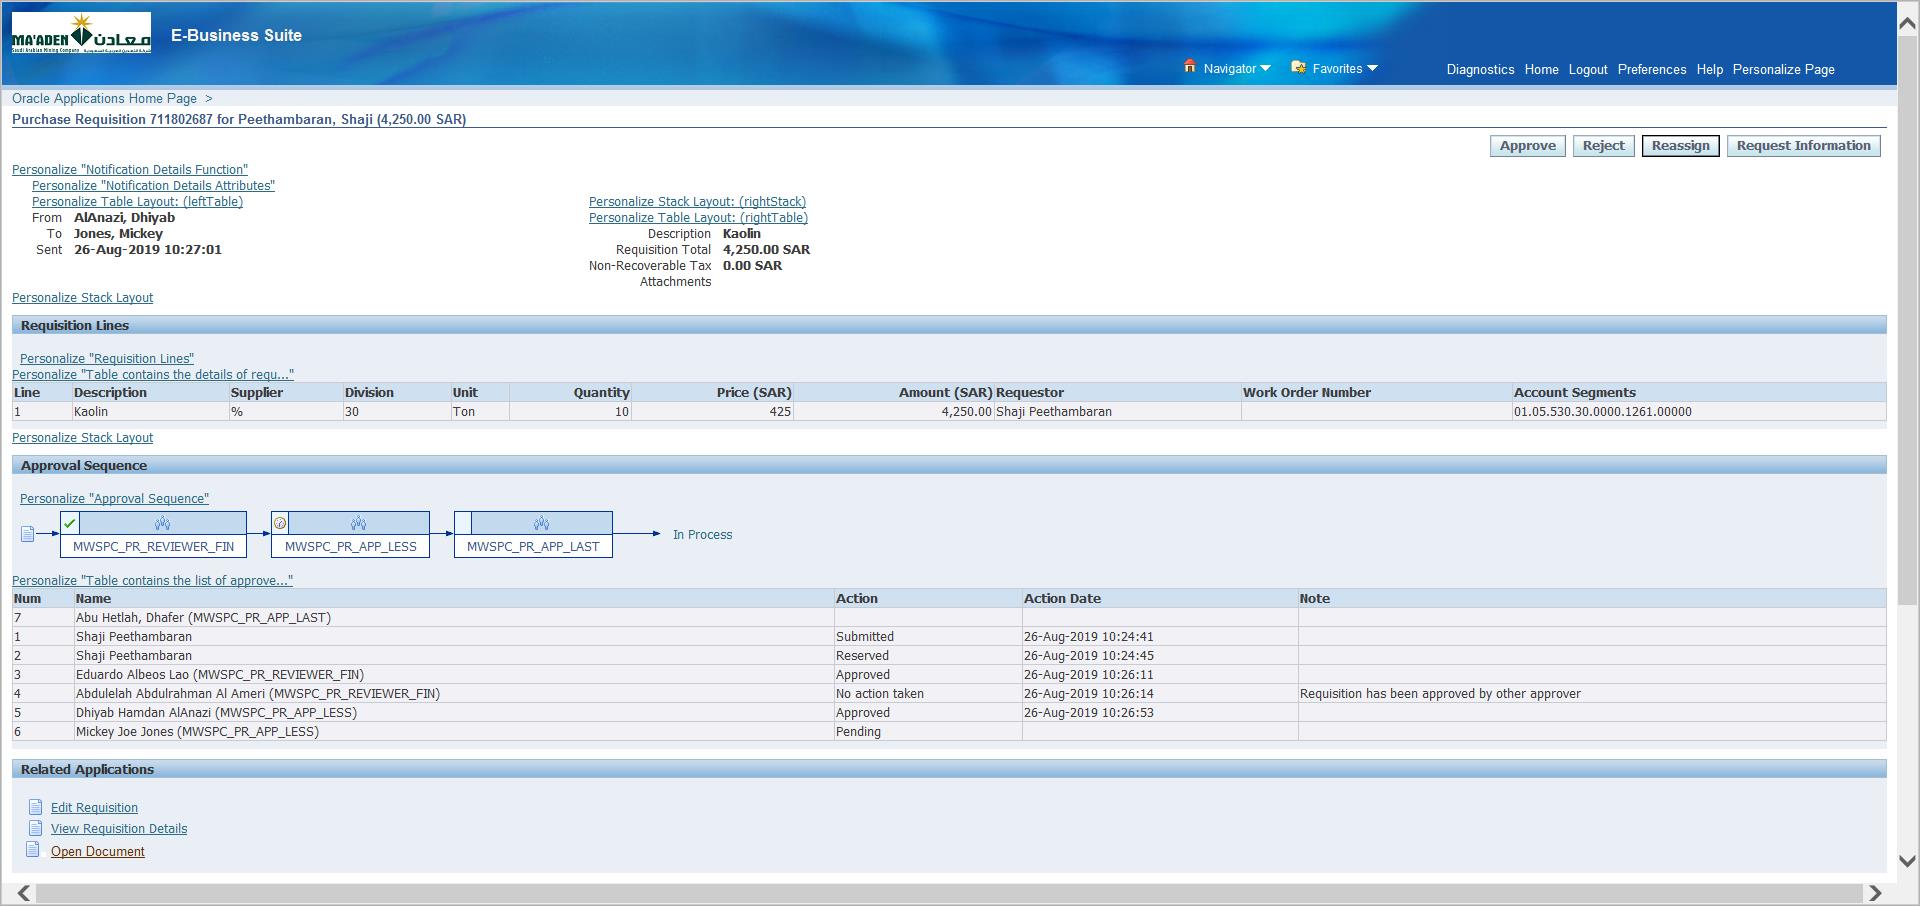 MA'ADEN معادن
Saudi Arabian Mining Company شركة التعدين العربية السعودية
E-Business Suite
Navigator Favorites Diagnostics Home Logout Preferences Help Personalize Page
Oracle Applications Home Page >
Purchase Requisition 711802687 for Peethambaran, Shaji (4,250.00 SAR)
Approve Reject Reassign Request Information
Personalize "Notification Details Function"
Personalize "Notification Details Attributes"
Personalize Table Layout: (leftTable)
From AlAnazi, Dhiyab
To Jones, Mickey
Sent 26-Aug-2019 10:27:01
Personalize Stack Layout: (rightStack)
Personalize Table Layout: (rightTable)
Description Kaolin
Requisition Total 4,250.00 SAR
Non-Recoverable Tax 0.00 SAR
Attachments
Personalize Stack Layout
Requisition Lines
Personalize "Requisition Lines"
Personalize "Table contains the details of requ..."
Line Description Supplier Division Unit Quantity Price (SAR) Amount (SAR) Requestor Work Order Number Account Segments
1 Kaolin % 30 Ton 10 425 4,250.00 Shaji Peethambaran 01.05.530.30.0000.1261.00000
Personalize Stack Layout
Approval Sequence
Personalize "Approval Sequence"
MWSPC_PR_REVIEWER_FIN MWSPC_PR_APP_LESS MWSPC_PR_APP_LAST In Process
Personalize "Table contains the list of approve..."
Num Name Action Action Date Note
7 Abu Hetlah, Dhafer (MWSPC_PR_APP_LAST)
1 Shaji Peethambaran Submitted 26-Aug-2019 10:24:41
2 Shaji Peethambaran Reserved 26-Aug-2019 10:24:45
3 Eduardo Albeos Lao (MWSPC_PR_REVIEWER_FIN) Approved 26-Aug-2019 10:26:11
4 Abdulelah Abdulrahman Al Ameri (MWSPC_PR_REVIEWER_FIN) No action taken 26-Aug-2019 10:26:14 Requisition has been approved by other approver
5 Dhiyab Hamdan AlAnazi (MWSPC_PR_APP_LESS) Approved 26-Aug-2019 10:26:53
6 Mickey Joe Jones (MWSPC_PR_APP_LESS) Pending
Related Applications
Edit Requisition
View Requisition Details
Open Document